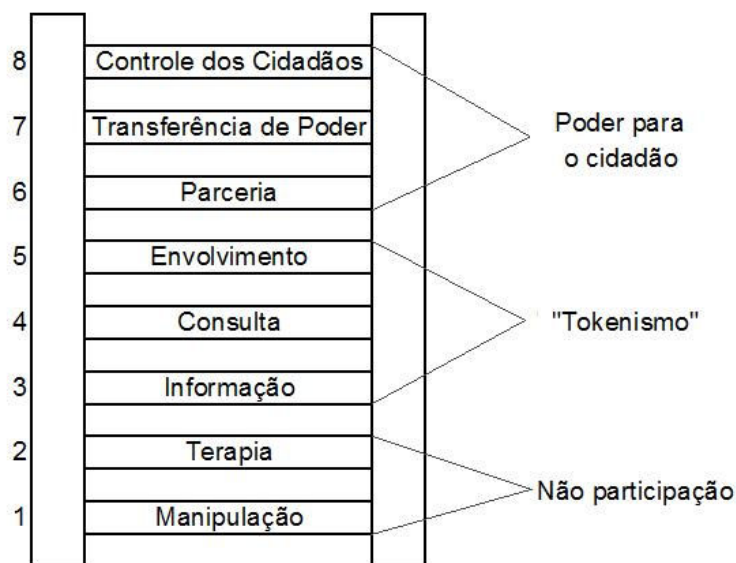 8 Controle dos Cidadãos
7 Transferência de Poder
Poder para
o cidadão
6 Parceria
5 Envolvimento
4 Consulta
"Tokenismo"
3 Informação
2 Terapia
Não participação
1 Manipulação